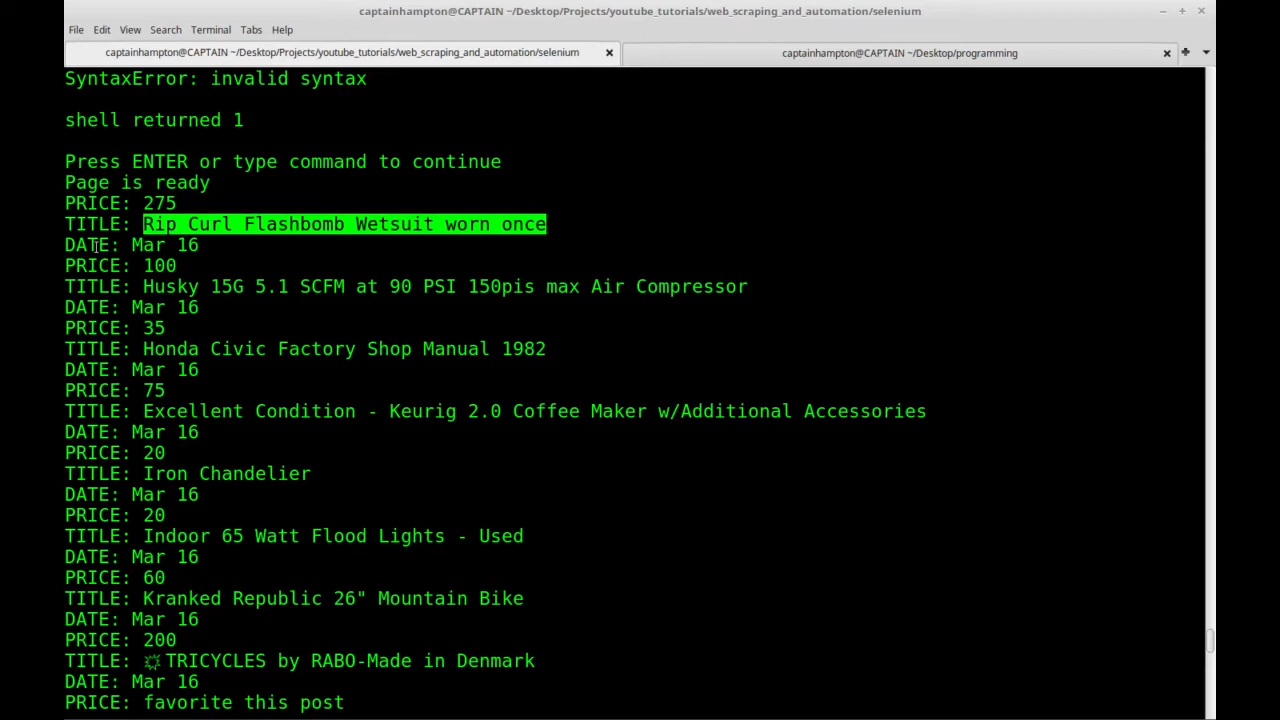 captainhampton@CAPTAIN ~/Desktop/Projects/youtube_tutorials/web_scraping_and_automation/selenium
File Edit View Search Terminal Tabs Help
captainhampton@CAPTAIN ~/Desktop/Projects/youtube_tutorials/web_scraping_and_automation/selenium
captainhampton@CAPTAIN ~/Desktop/programming
SyntaxError: invalid syntax
shell returned 1
Press ENTER or type command to continue
Page is ready
PRICE: 275
TITLE: Rip Curl Flashbomb Wetsuit worn once
DATE: Mar 16
PRICE: 100
TITLE: Husky 15G 5.1 SCFM at 90 PSI 150pis max Air Compressor
DATE: Mar 16
PRICE: 35
TITLE: Honda Civic Factory Shop Manual 1982
DATE: Mar 16
PRICE: 75
TITLE: Excellent Condition - Keurig 2.0 Coffee Maker w/Additional Accessories
DATE: Mar 16
PRICE: 20
TITLE: Iron Chandelier
DATE: Mar 16
PRICE: 20
TITLE: Indoor 65 Watt Flood Lights - Used
DATE: Mar 16
PRICE: 60
TITLE: Kranked Republic 26" Mountain Bike
DATE: Mar 16
PRICE: 200
TITLE: 💥TRICYCLES by RABO-Made in Denmark
DATE: Mar 16
PRICE: favorite this post